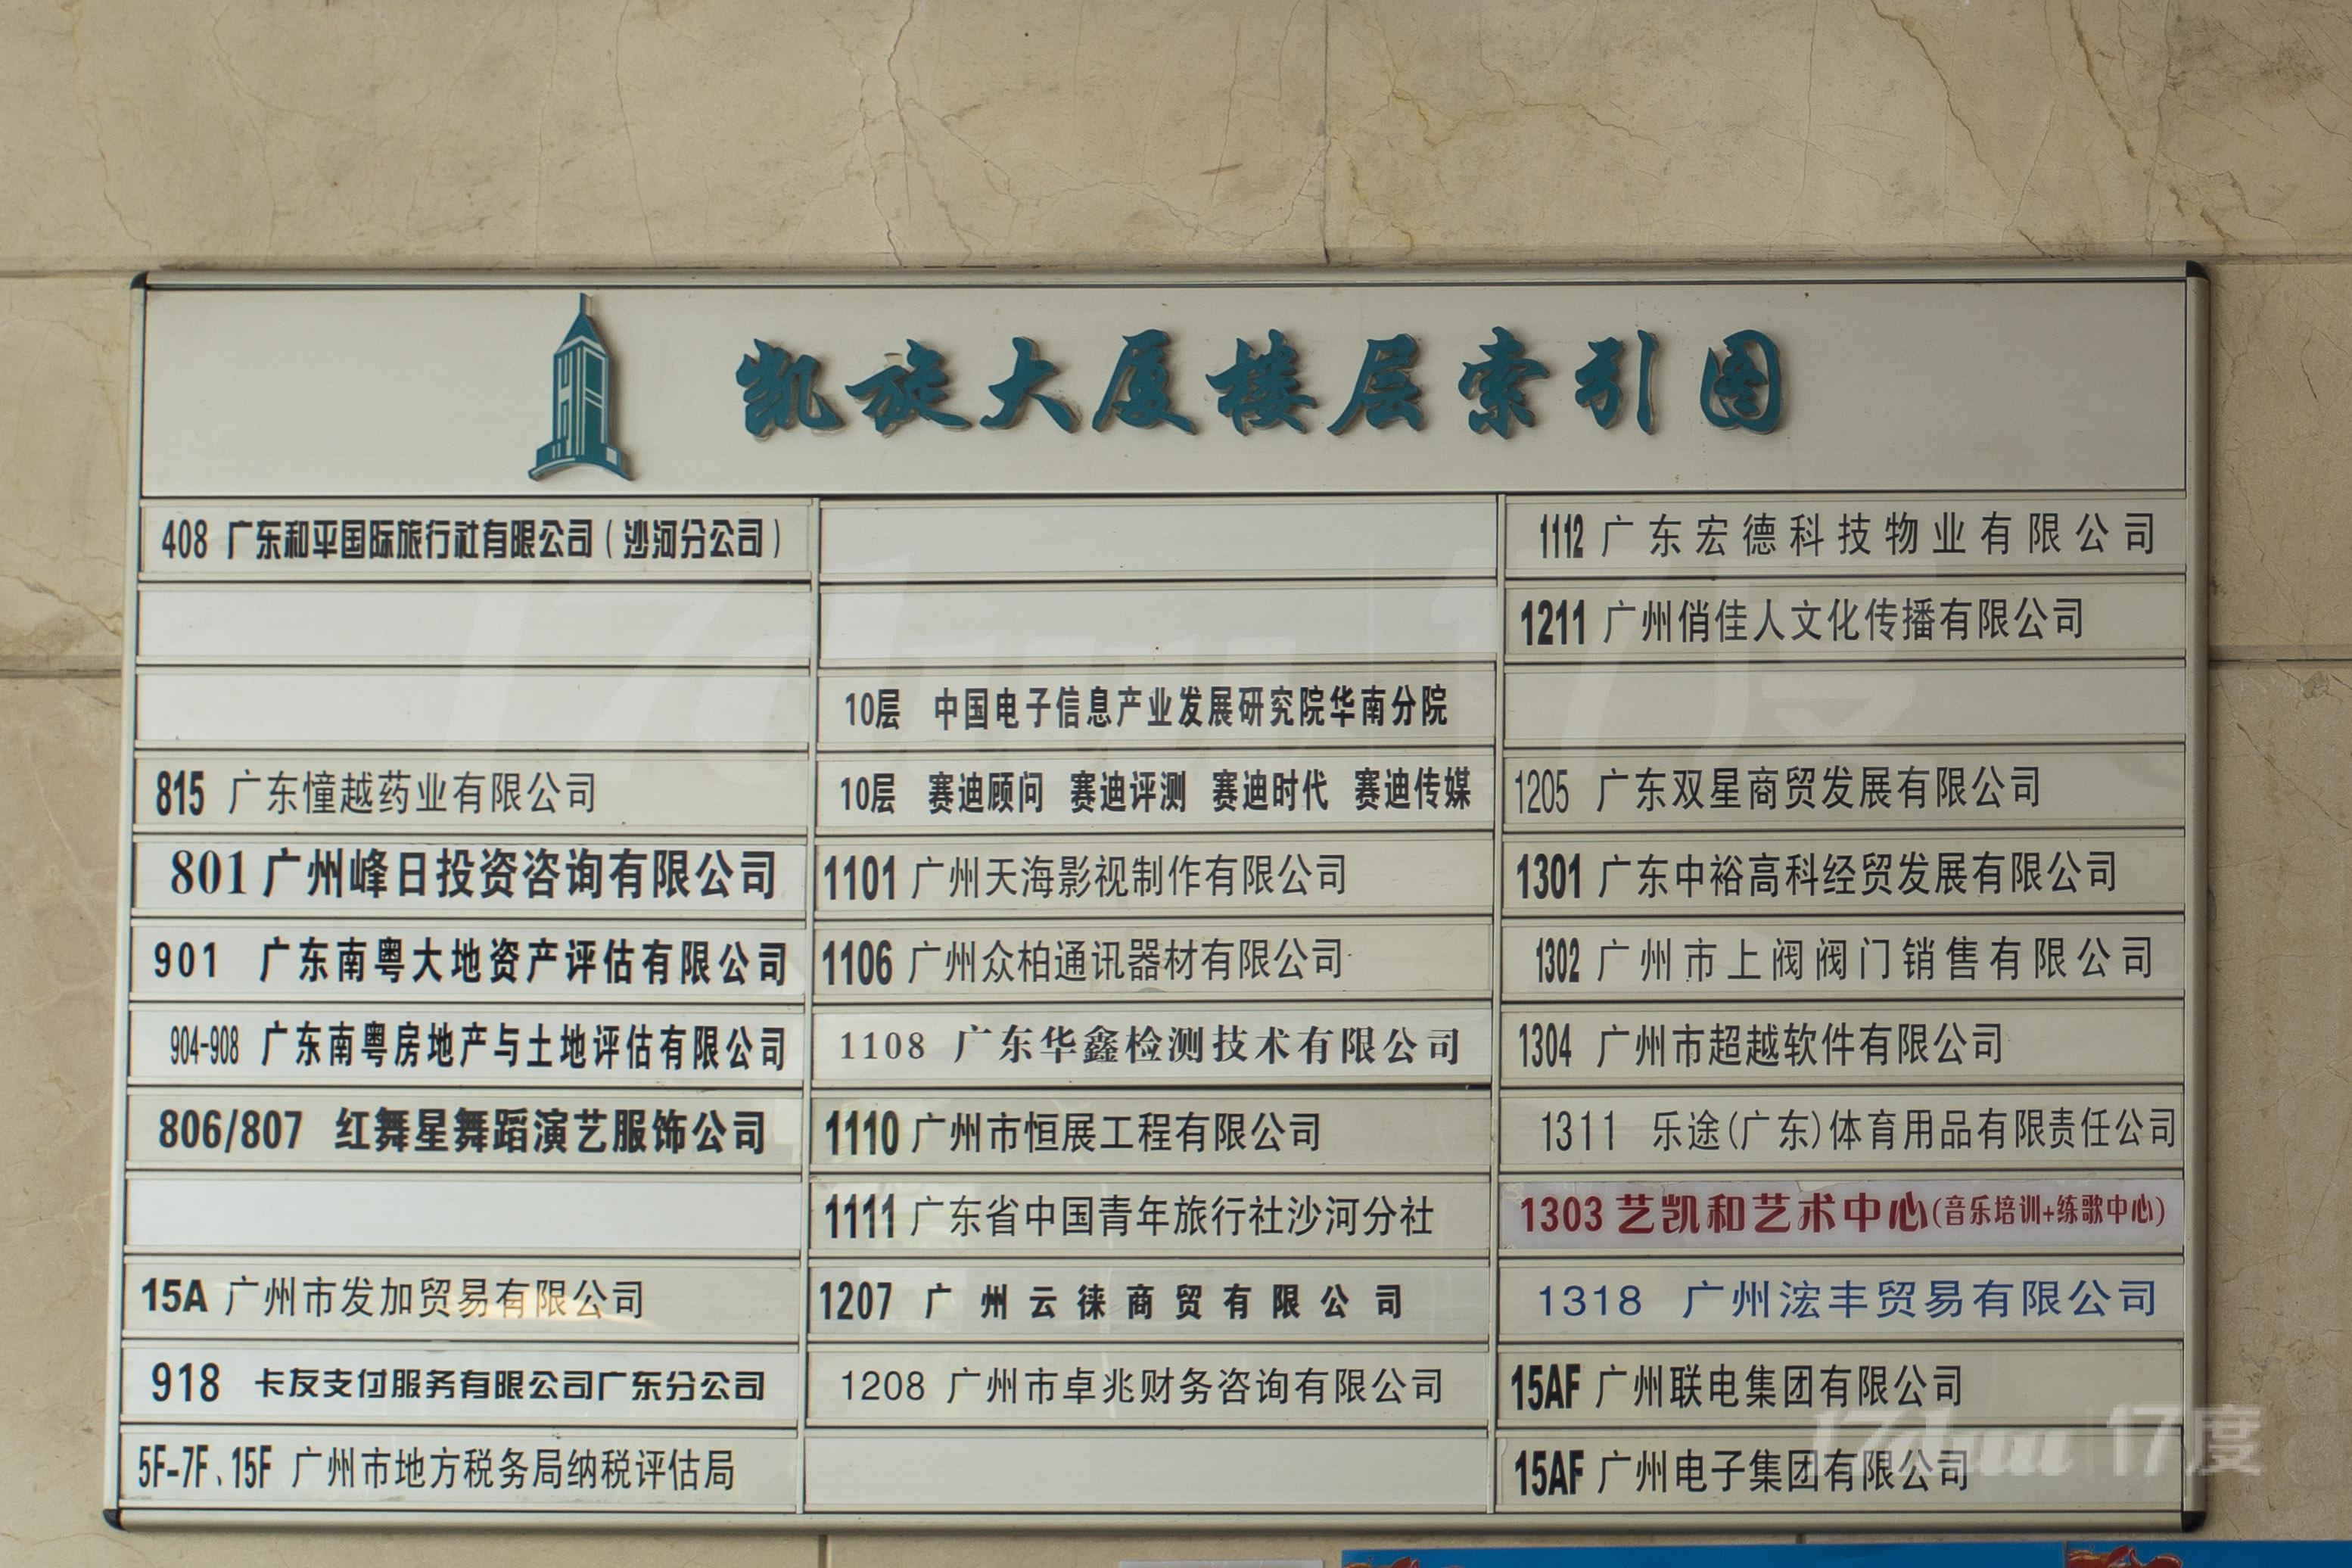 凯旋大厦楼层索引图
408 广东和平国际旅行社有限公司（沙河分公司）
815 广东憧越药业有限公司
801 广州峰日投资咨询有限公司
901 广东南粤大地资产评估有限公司
904-908 广东南粤房地产与土地评估有限公司
806/807 红舞星舞蹈演艺服饰公司
15A 广州市发加贸易有限公司
918 卡友支付服务有限公司广东分公司
5F-7F、15F 广州市地方税务局纳税评估局
10层 中国电子信息产业发展研究院华南分院
10层 赛迪顾问 赛迪评测 赛迪时代 赛迪传媒
1101 广州天海影视制作有限公司
1106 广州众柏通讯器材有限公司
1108 广东华鑫检测技术有限公司
1110 广州市恒展工程有限公司
1111 广东省中国青年旅行社沙河分社
1207 广州云徕商贸有限公司
1208 广州市卓兆财务咨询有限公司
1112 广东宏德科技物业有限公司
1211 广州俏佳人文化传播有限公司
1205 广东双星商贸发展有限公司
1301 广东中裕高科经贸发展有限公司
1302 广州市上阀阀门销售有限公司
1304 广州市超越软件有限公司
1311 乐途(广东)体育用品有限责任公司
1303 艺凯和艺术中心(音乐培训+练歌中心)
1318 广州浤丰贸易有限公司
15AF 广州联电集团有限公司
15AF 广州电子集团有限公司
17du 17度